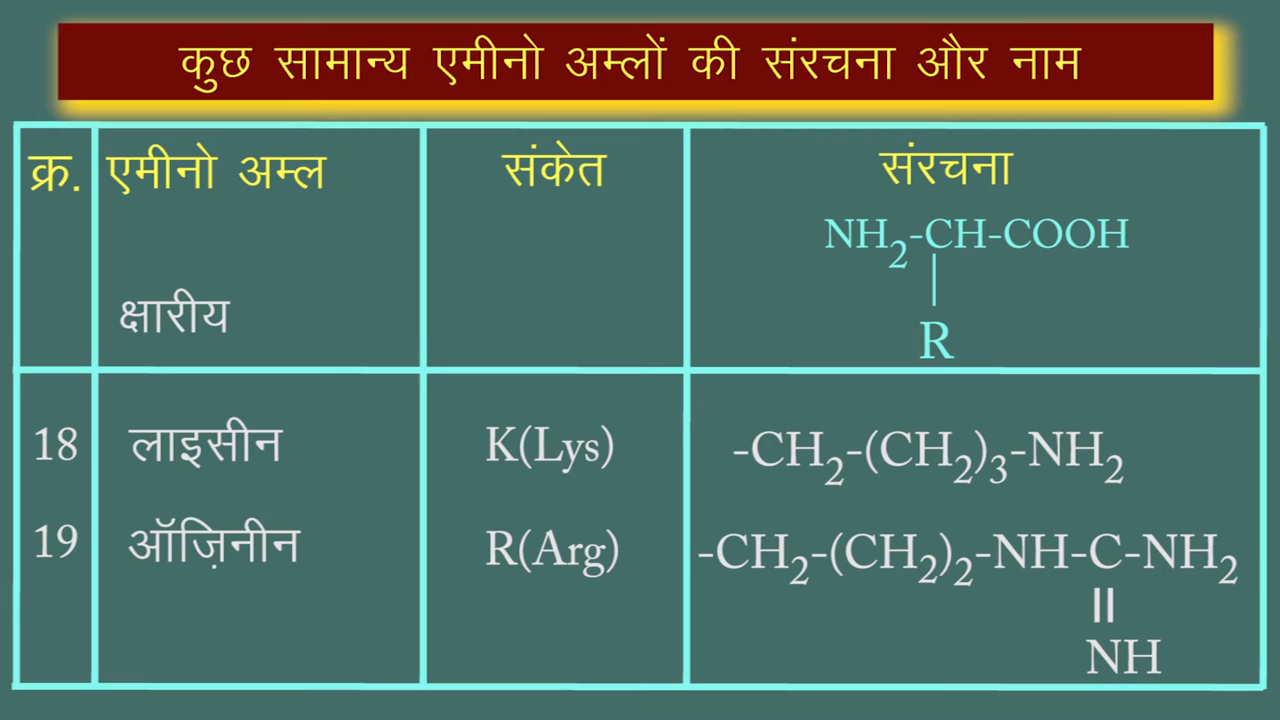 कुछ सामान्य एमीनो अम्लों की संरचना और नाम
क्र. एमीनो अम्ल संकेत संरचना
NH₂-CH-COOH
|
R
क्षारीय
18 लाइसीन K(Lys) -CH₂-(CH₂)₃-NH₂
19 ऑज़िनीन R(Arg) -CH₂-(CH₂)₂-NH-C-NH₂
||
NH